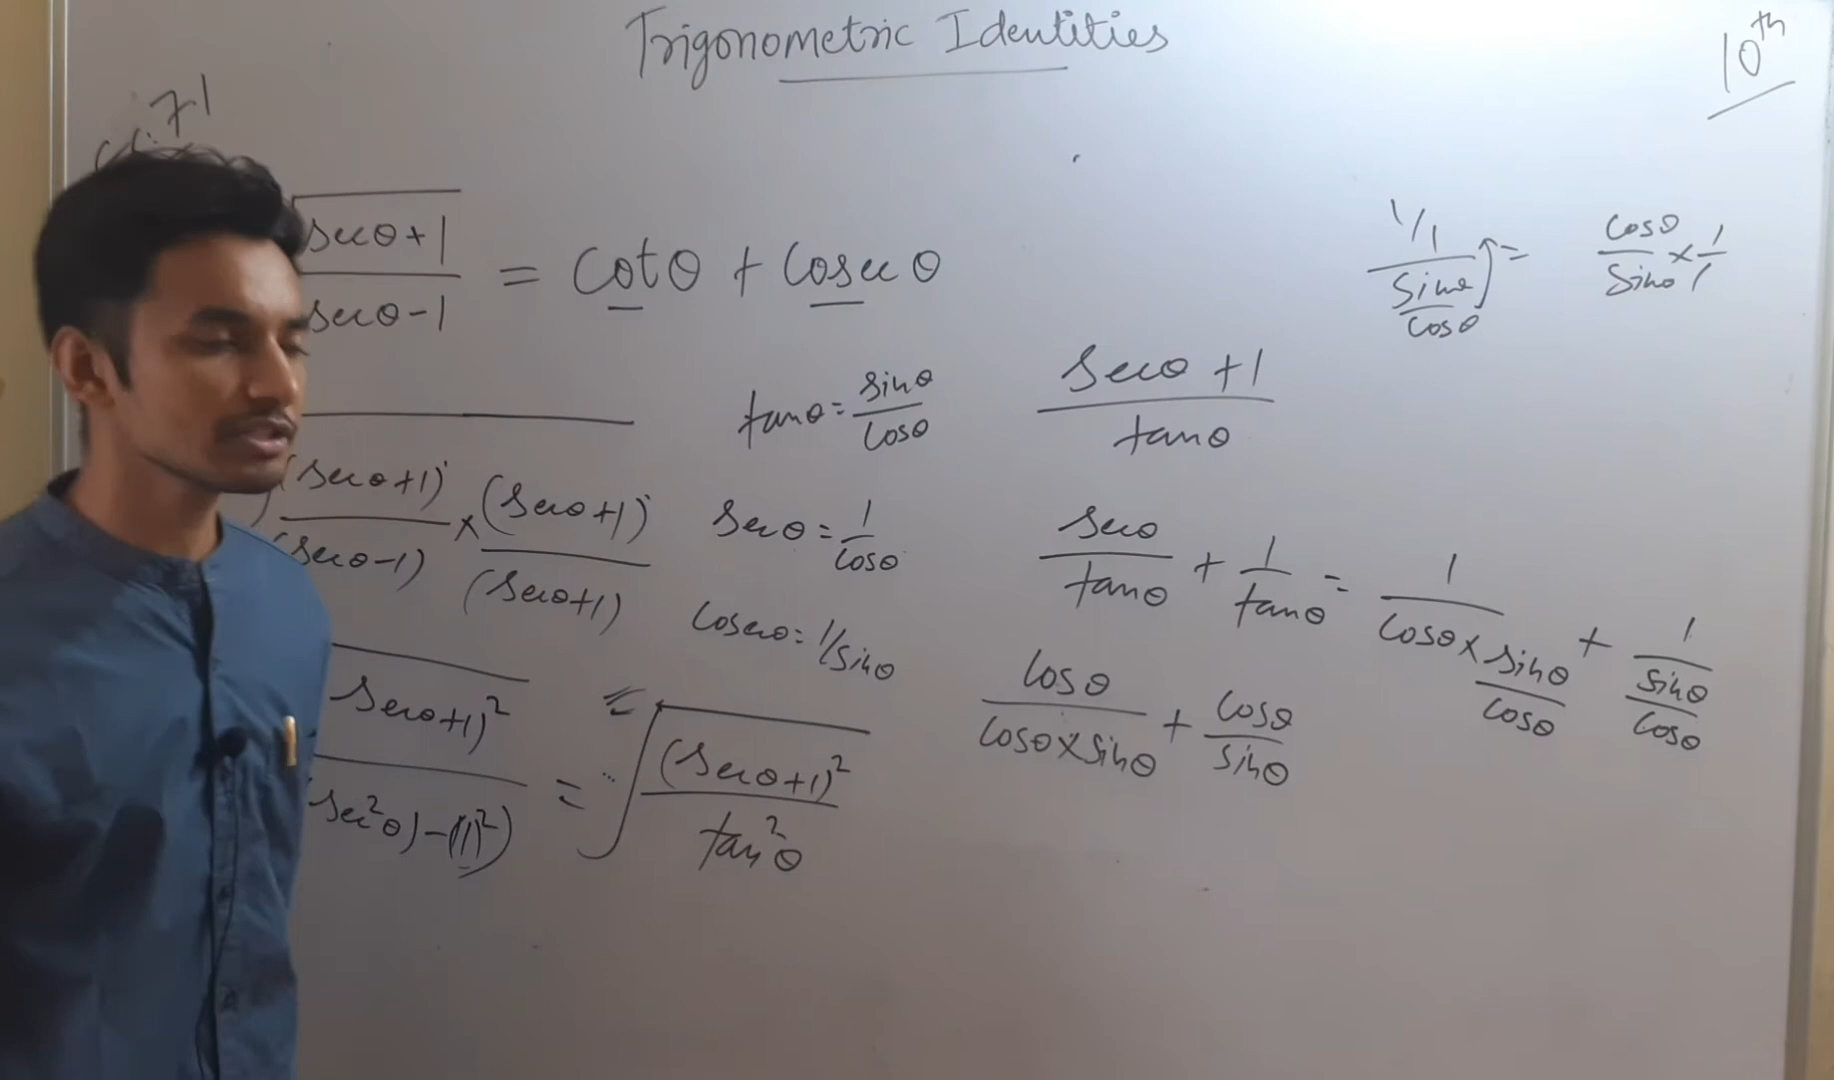 Trigonometric Identities
10th
7.1
secθ+1
secθ-1
= Cotθ + Cosecθ
1/1
Sinθ
Cosθ
=
Cosθ
Sinθ
× 1/1
tanθ = sinθ
Cosθ
Secθ +1
tanθ
(secθ+1)
(secθ-1)
× (Secθ+1)
(Secθ+1)
Secθ = 1
Cosθ
Cosecθ = 1/sinθ
secθ
tanθ
+ 1
tanθ
= 1
Cosθ × sinθ
Cosθ
+ 1
sinθ
Cosθ
Secθ+1)²
sec²θ)-(1)²)
= √ (Secθ+1)²
tan²θ
Cosθ
Cosθ×sinθ
+ Cosθ
sinθ